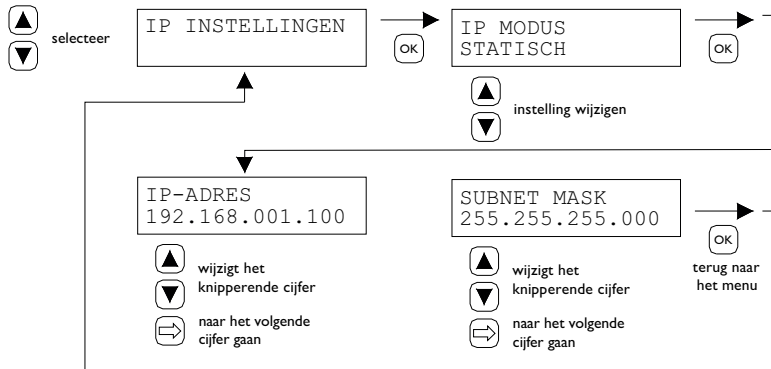 selecteer
IP INSTELLINGEN
OK
IP MODUS
STATISCH
OK
instelling wijzigen
IP-ADRES
192.168.001.100
wijzigt het
knipperende cijfer
naar het volgende
cijfer gaan
SUBNET MASK
255.255.255.000
wijzigt het
knipperende cijfer
naar het volgende
cijfer gaan
OK
terug naar
het menu